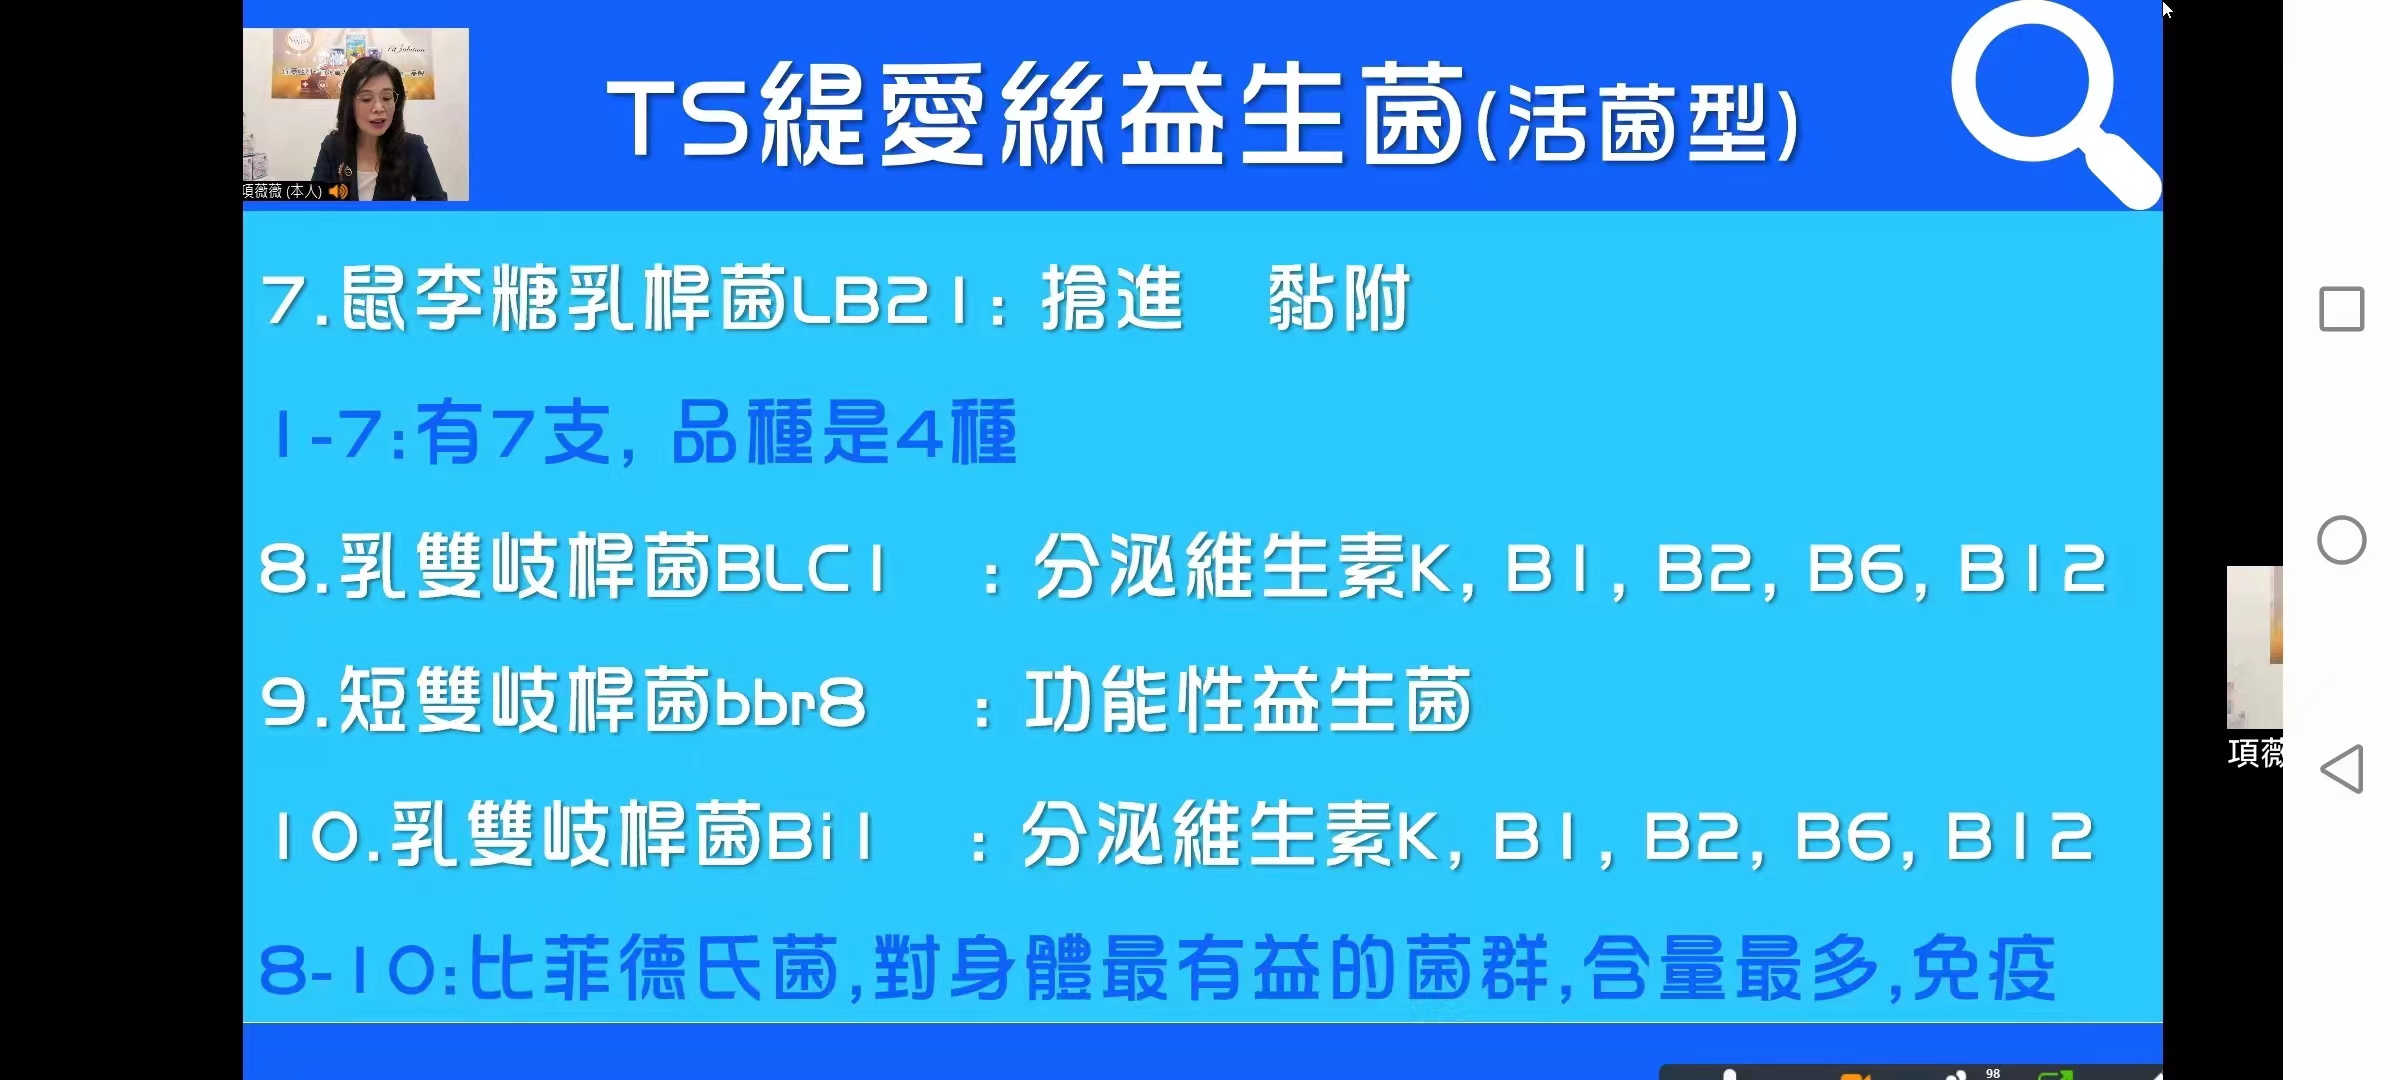 TS緹愛絲益生菌(活菌型)
項薇薇 (本人)
7.鼠李糖乳桿菌LB21: 搶進 黏附
1-7:有7支, 品種是4種
8.乳雙岐桿菌BLC1 : 分泌維生素K, B1, B2, B6, B12
9.短雙岐桿菌bbr8 : 功能性益生菌
10.乳雙岐桿菌Bi1 : 分泌維生素K, B1, B2, B6, B12
8-10:比菲德氏菌,對身體最有益的菌群,含量最多,免疫
項薇
98